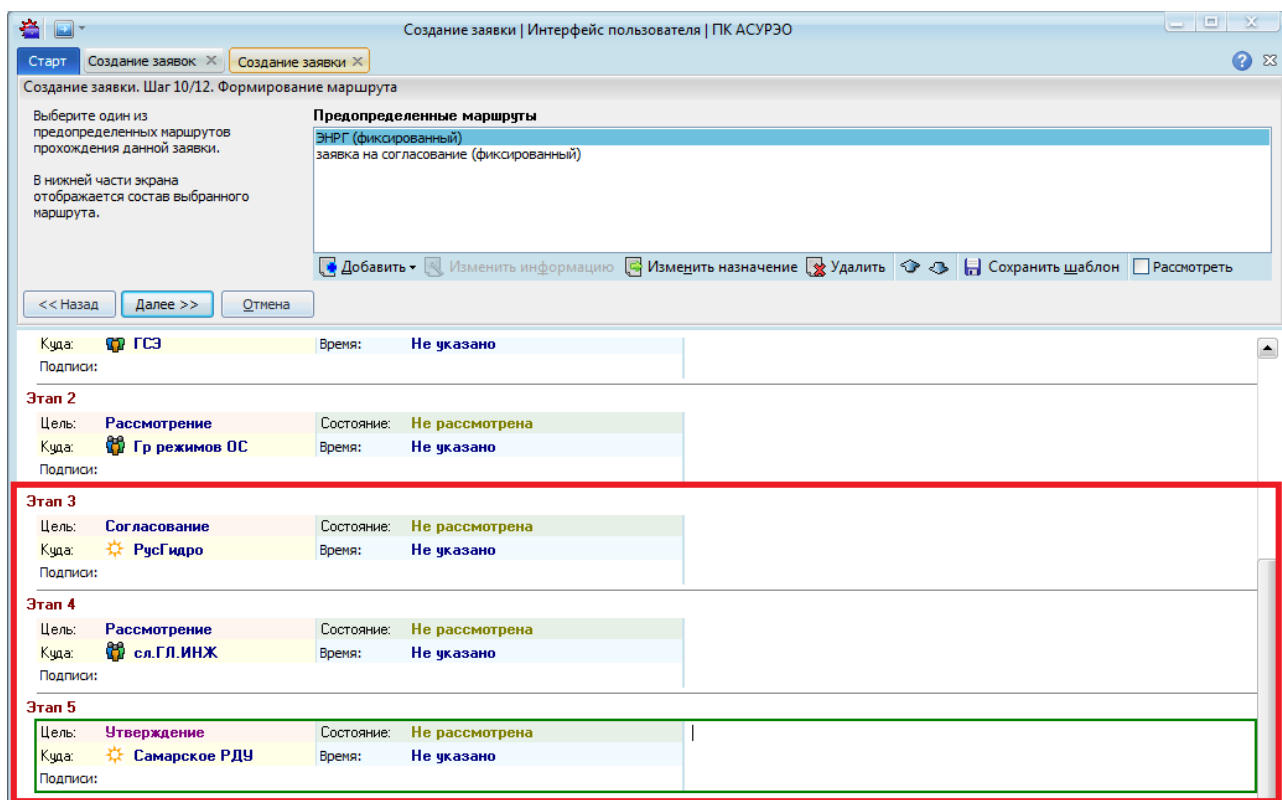 Создание заявки | Интерфейс пользователя | ПК АСУРЭО
Старт Создание заявок Создание заявки
Создание заявки. Шаг 10/12. Формирование маршрута
Выберите один из
предопределенных маршрутов
прохождения данной заявки.
В нижней части экрана
отображается состав выбранного
маршрута.
Предопределенные маршруты
ЭНРГ (фиксированный)
заявка на согласование (фиксированный)
Добавить Изменить информацию Изменить назначение Удалить Сохранить шаблон Рассмотреть
<< Назад Далее >> Отмена
Куда: ГСЭ Время: Не указано
Подписи:
Этап 2
Цель: Рассмотрение Состояние: Не рассмотрена
Куда: Гр режимов ОС Время: Не указано
Подписи:
Этап 3
Цель: Согласование Состояние: Не рассмотрена
Куда: РусГидро Время: Не указано
Подписи:
Этап 4
Цель: Рассмотрение Состояние: Не рассмотрена
Куда: сл.ГЛ.ИНЖ Время: Не указано
Подписи:
Этап 5
Цель: Утверждение Состояние: Не рассмотрена
Куда: Самарское РДУ Время: Не указано
Подписи: